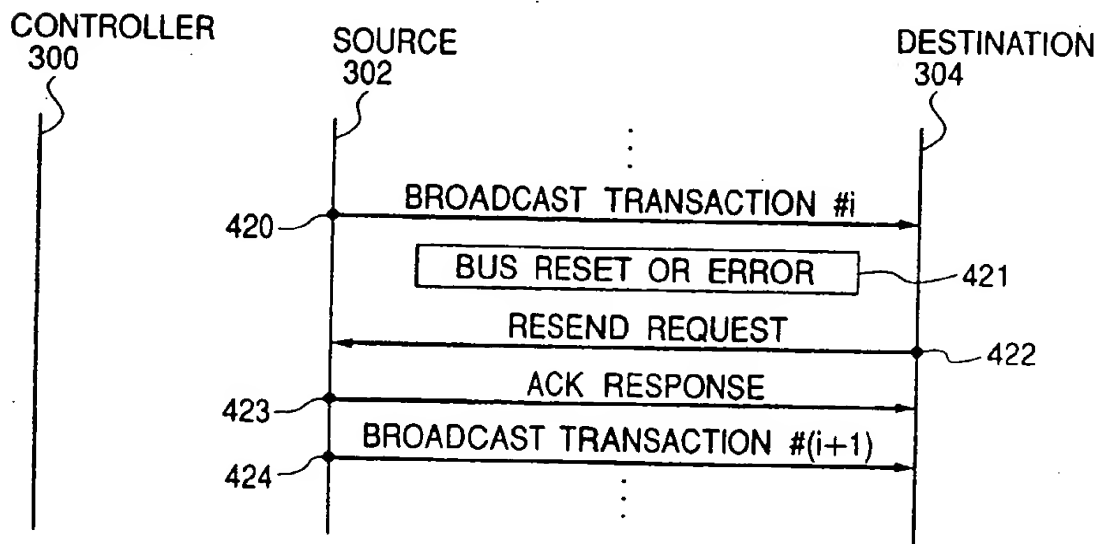 CONTROLLER
300
SOURCE
302
DESTINATION
304
BROADCAST TRANSACTION #i
420
BUS RESET OR ERROR
421
RESEND REQUEST
422
ACK RESPONSE
423
BROADCAST TRANSACTION #(i+1)
424